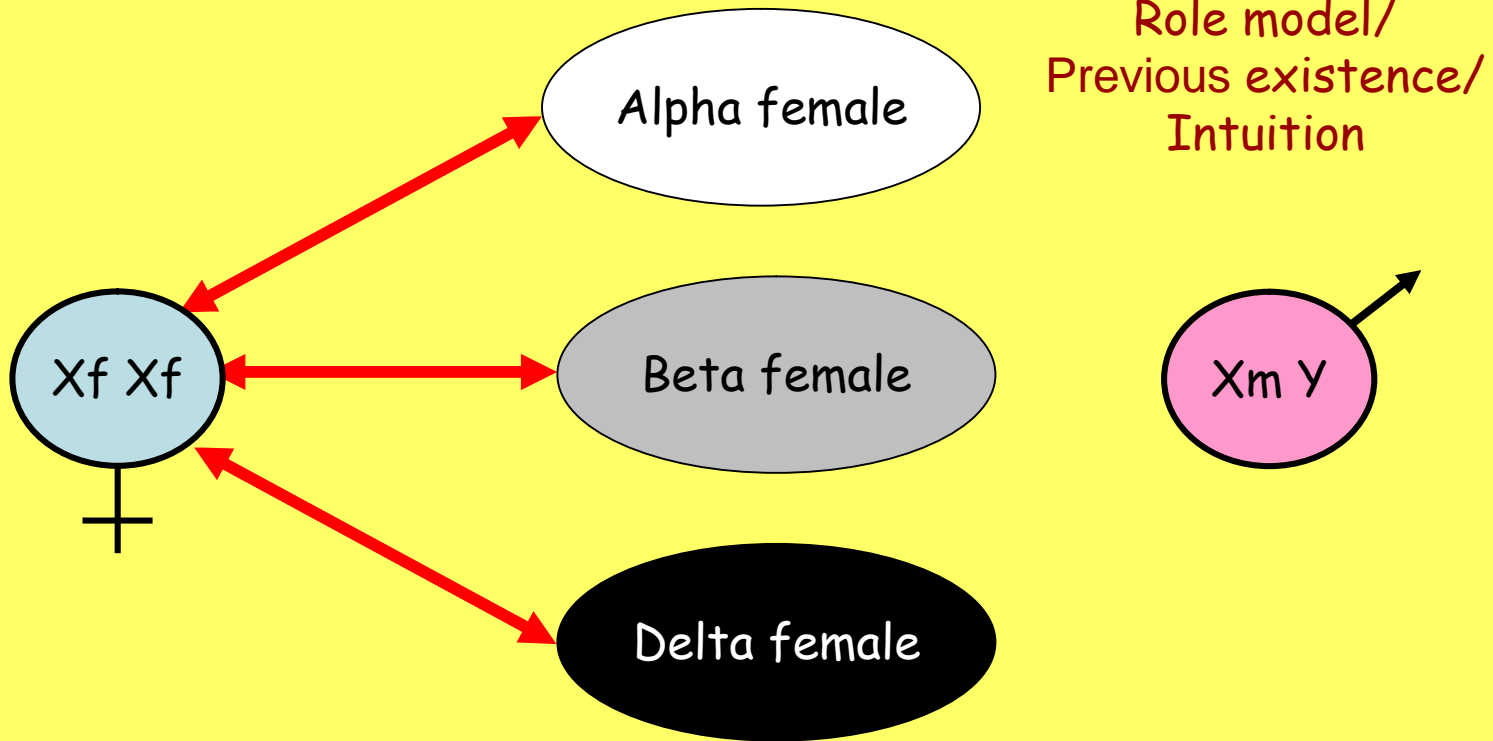 Role model/
Previous existence/
Intuition
Alpha female
Xf Xf
Beta female
Xm Y
Delta female